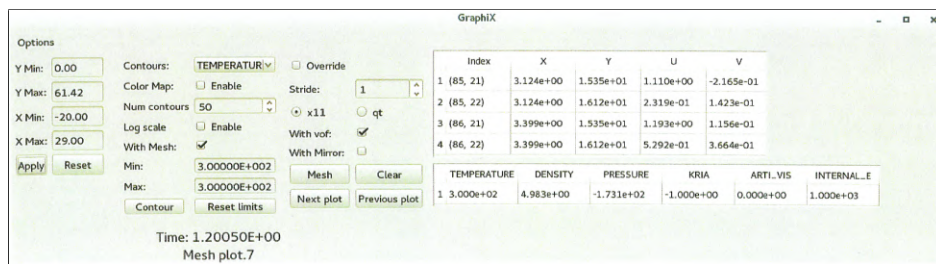 GraphiX
Options
Y Min: 0.00
Y Max: 61.42
X Min: -20.00
X Max: 29.00
Apply Reset
Contours: TEMPERATUR
Color Map: Enable
Num contours 50
Log scale Enable
With Mesh:
Min: 3.00000E+002
Max: 3.00000E+002
Contour Reset limits
Override
Stride: 1
x11 qt
With vof:
With Mirror:
Mesh Clear
Next plot Previous plot
Time: 1.20050E+00
Mesh plot.7
Index X Y U V
1 (85, 21) 3.124e+00 1.535e+01 1.110e+00 -2.165e-01
2 (85, 22) 3.124e+00 1.612e+01 2.319e-01 1.423e-01
3 (86, 21) 3.399e+00 1.535e+01 1.193e+00 1.156e-01
4 (86, 22) 3.399e+00 1.612e+01 5.292e-01 3.664e-01
TEMPERATURE DENSITY PRESSURE KRIA ARTI_VIS INTERNAL_E
1 3.000e+02 4.983e+00 -1.731e+02 -1.000e+00 0.000e+00 1.000e+03